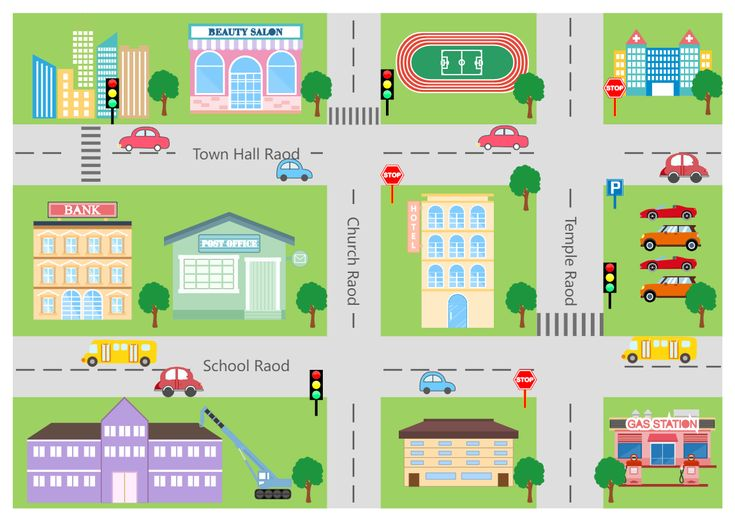 BEAUTY SALON
STOP
Town Hall Raod
STOP
P
BANK
POST OFFICE
HOTEL
Church Raod
Temple Raod
School Raod
STOP
GAS STATION